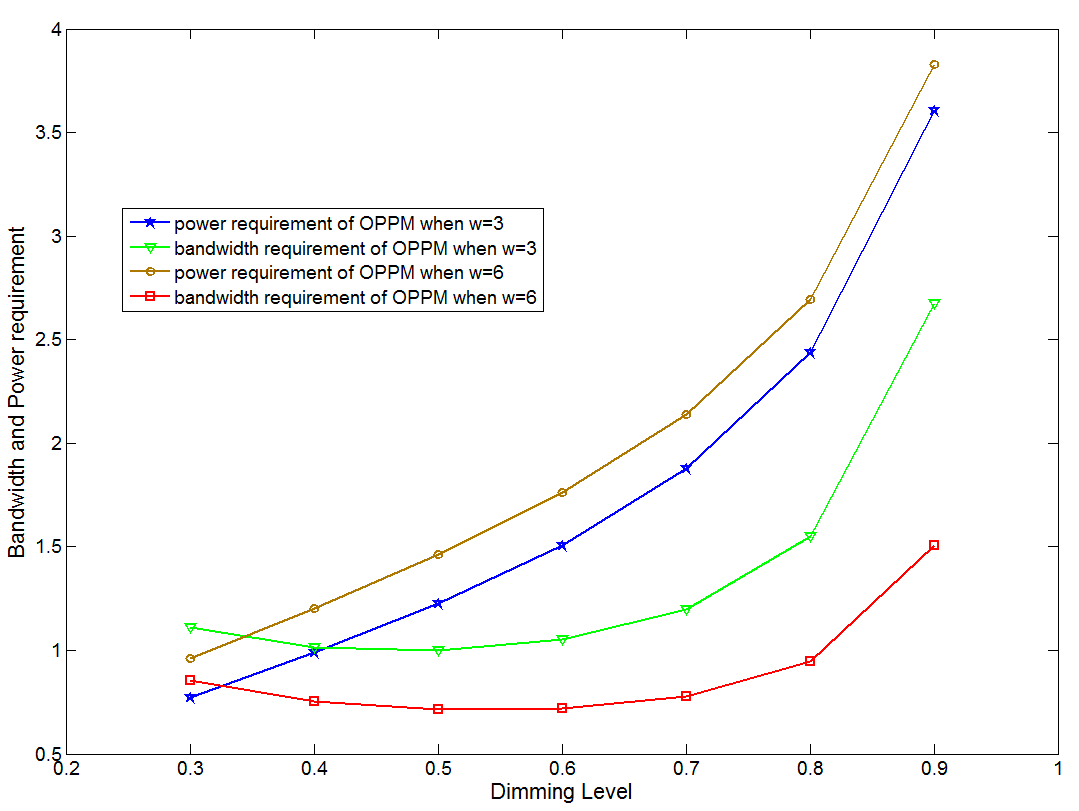 4
3.5
3
2.5
2
1.5
1
0.5
power requirement of OPPM when w=3
bandwidth requirement of OPPM when w=3
power requirement of OPPM when w=6
bandwidth requirement of OPPM when w=6
Bandwidth and Power requirement
0.2 0.3 0.4 0.5 0.6 0.7 0.8 0.9 1
Dimming Level